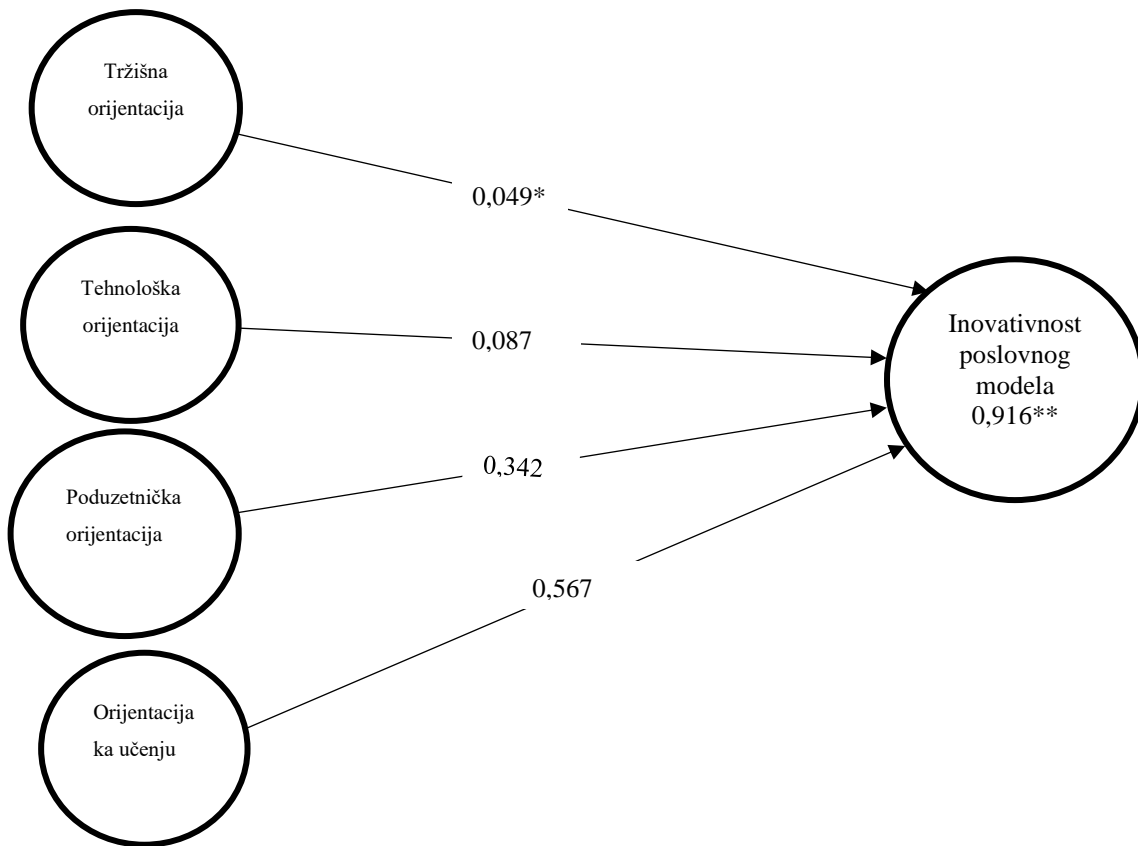 Tržišna
orijentacija
0,049*
Tehnološka
orijentacija
0,087
Inovativnost
poslovnog
modela
0,916**
Poduzetnička
orijentacija
0,342
0,567
Orijentacija
ka učenju